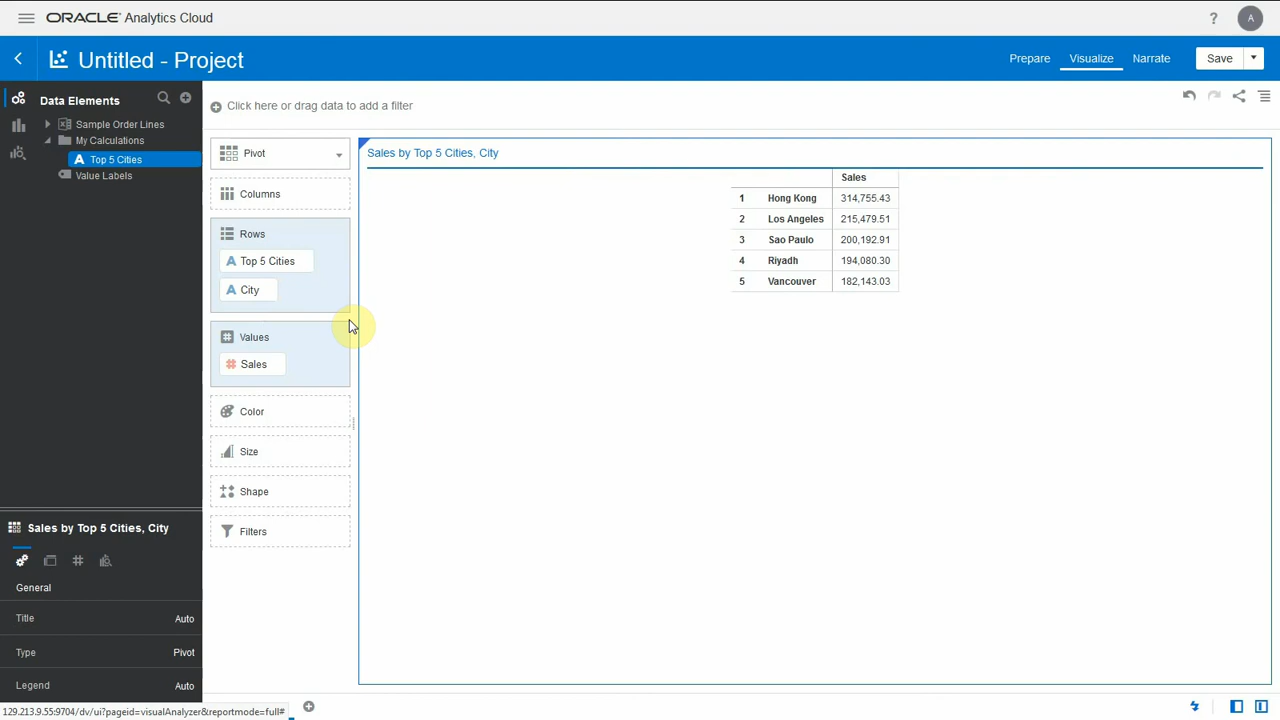 ORACLE Analytics Cloud
? A
Untitled - Project
Prepare Visualize Narrate Save
Data Elements
Sample Order Lines
My Calculations
A Top 5 Cities
Value Labels
Click here or drag data to add a filter
Pivot
Columns
Rows
A Top 5 Cities
A City
Values
# Sales
Color
Size
Shape
Filters
Sales by Top 5 Cities, City
Sales
1 Hong Kong 314,755.43
2 Los Angeles 215,479.51
3 Sao Paulo 200,192.91
4 Riyadh 194,080.30
5 Vancouver 182,143.03
Sales by Top 5 Cities, City
General
Title Auto
Type Pivot
Legend Auto
129.213.9.55:9704/dv/ui?pageid=visualAnalyzer&reportmode=full#